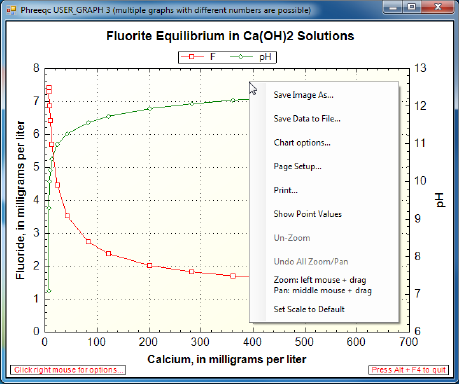 Phreeqc USER_GRAPH 3 (multiple graphs with different numbers are possible)
Fluorite Equilibrium in Ca(OH)2 Solutions
F pH
Fluoride, in milligrams per liter
8
7
6
5
4
3
2
1
0
13
12
11
10
9
8
7
6
pH
Save Image As...
Save Data to File...
Chart options...
Page Setup...
Print...
Show Point Values
Un-Zoom
Undo All Zoom/Pan
Zoom: left mouse + drag
Pan: middle mouse + drag
Set Scale to Default
0 100 200 300 400 500 600 700
Calcium, in milligrams per liter
Click right mouse for options...
Press Alt + F4 to quit